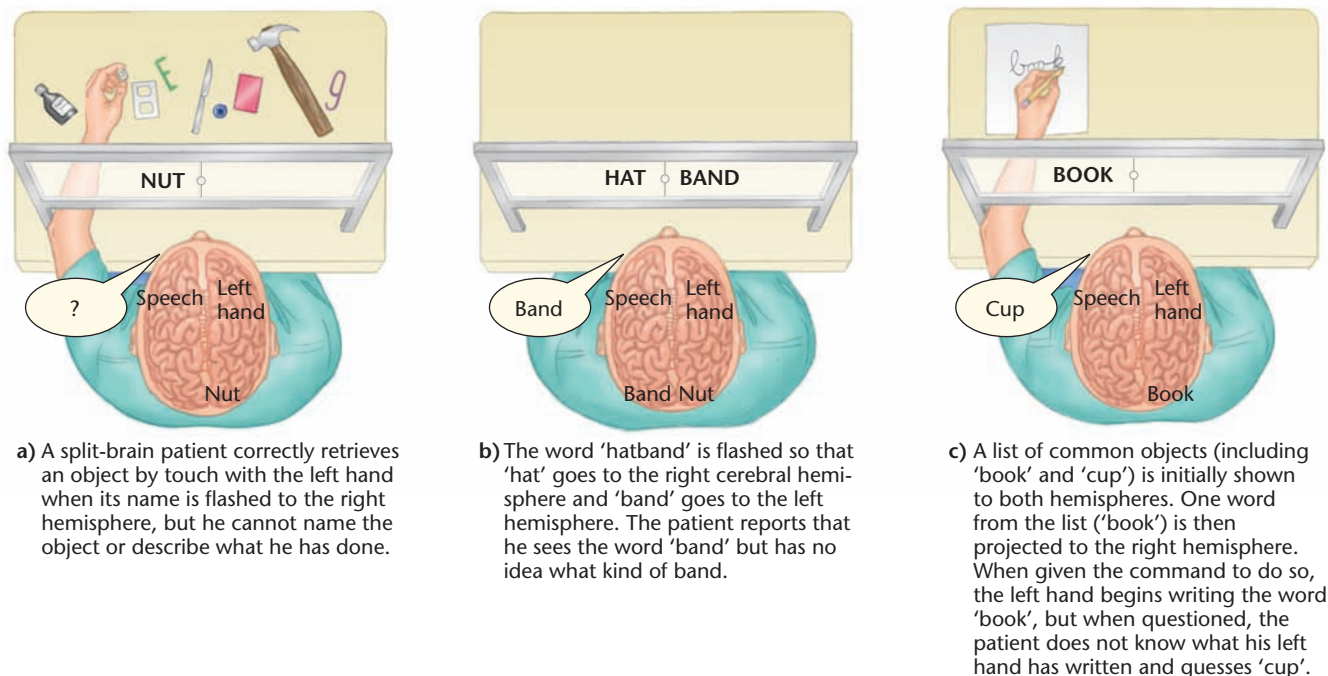 E
g
NUT
?
Speech
Left
hand
Nut
a) A split-brain patient correctly retrieves
an object by touch with the left hand
when its name is flashed to the right
hemisphere, but he cannot name the
object or describe what he has done.
HAT BAND
Band
Speech
Left
hand
Band Nut
b) The word ‘hatband’ is flashed so that
‘hat’ goes to the right cerebral hemi-
sphere and ‘band’ goes to the left
hemisphere. The patient reports that
he sees the word ‘band’ but has no
idea what kind of band.
book
BOOK
Cup
Speech
Left
hand
Book
c) A list of common objects (including
‘book’ and ‘cup’) is initially shown
to both hemispheres. One word
from the list (‘book’) is then
projected to the right hemisphere.
When given the command to do so,
the left hand begins writing the word
‘book’, but when questioned, the
patient does not know what his left
hand has written and guesses ‘cup’.